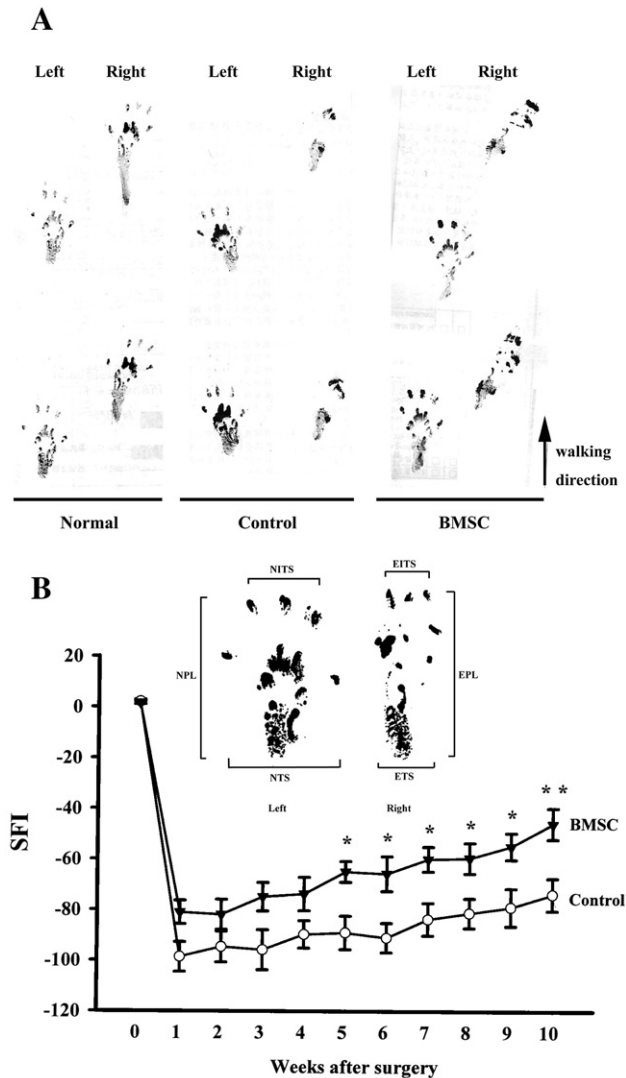 A
Left Right Left Right Left Right
walking
direction
Normal Control BMSC
B
NITS EITS
NPL EPL
NTS ETS
Left Right
SFI
20
0
-20
-40
-60
-80
-100
-120
* * * * * * *
BMSC
Control
0 1 2 3 4 5 6 7 8 9 10
Weeks after surgery